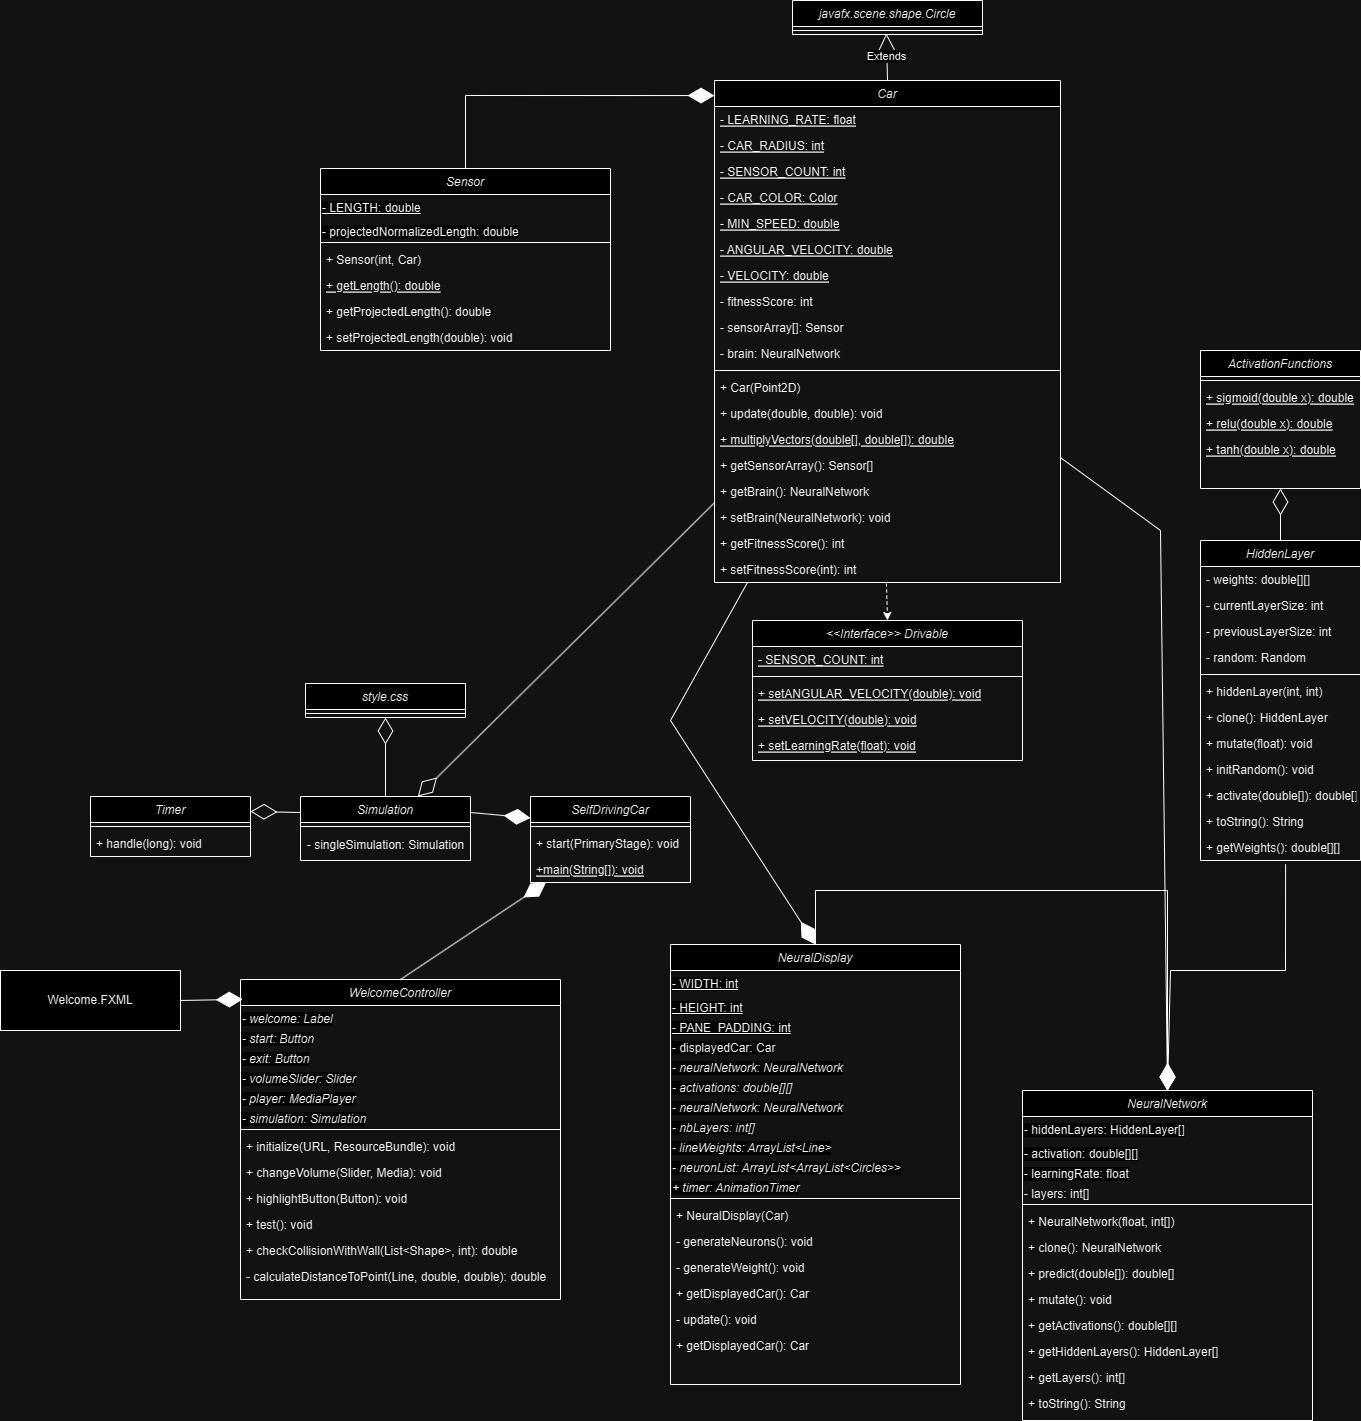 javafx.scene.shape.Circle
Extends
Car
- LEARNING_RATE: float
- CAR_RADIUS: int
- SENSOR_COUNT: int
- CAR_COLOR: Color
- MIN_SPEED: double
- ANGULAR_VELOCITY: double
- VELOCITY: double
- fitnessScore: int
- sensorArray[]: Sensor
- brain: NeuralNetwork
+ Car(Point2D)
+ update(double, double): void
+ multiplyVectors(double[], double[]): double
+ getSensorArray(): Sensor[]
+ getBrain(): NeuralNetwork
+ setBrain(NeuralNetwork): void
+ getFitnessScore(): int
+ setFitnessScore(int): int
Sensor
- LENGTH: double
- projectedNormalizedLength: double
+ Sensor(int, Car)
+ getLength(): double
+ getProjectedLength(): double
+ setProjectedLength(double): void
ActivationFunctions
+ sigmoid(double x): double
+ relu(double x): double
+ tanh(double x): double
HiddenLayer
- weights: double[][]
- currentLayerSize: int
- previousLayerSize: int
- random: Random
+ hiddenLayer(int, int)
+ clone(): HiddenLayer
+ mutate(float): void
+ initRandom(): void
+ activate(double[]): double[]
+ toString(): String
+ getWeights(): double[][]
<<Interface>> Drivable
- SENSOR_COUNT: int
+ setANGULAR_VELOCITY(double): void
+ setVELOCITY(double): void
+ setLearningRate(float): void
style.css
Timer
+ handle(long): void
Simulation
- singleSimulation: Simulation
SelfDrivingCar
+ start(PrimaryStage): void
+main(String[]): void
Welcome.FXML
WelcomeController
- welcome: Label
- start: Button
- exit: Button
- volumeSlider: Slider
- player: MediaPlayer
- simulation: Simulation
+ initialize(URL, ResourceBundle): void
+ changeVolume(Slider, Media): void
+ highlightButton(Button): void
+ test(): void
+ checkCollisionWithWall(List<Shape>, int): double
- calculateDistanceToPoint(Line, double, double): double
NeuralDisplay
- WIDTH: int
- HEIGHT: int
- PANE_PADDING: int
- displayedCar: Car
- neuralNetwork: NeuralNetwork
- activations: double[][]
- neuralNetwork: NeuralNetwork
- nbLayers: int[]
- lineWeights: ArrayList<Line>
- neuronList: ArrayList<ArrayList<Circles>>
+ timer: AnimationTimer
+ NeuralDisplay(Car)
- generateNeurons(): void
- generateWeight(): void
+ getDisplayedCar(): Car
- update(): void
+ getDisplayedCar(): Car
NeuralNetwork
- hiddenLayers: HiddenLayer[]
- activation: double[][]
- learningRate: float
- layers: int[]
+ NeuralNetwork(float, int[])
+ clone(): NeuralNetwork
+ predict(double[]): double[]
+ mutate(): void
+ getActivations(): double[][]
+ getHiddenLayers(): HiddenLayer[]
+ getLayers(): int[]
+ toString(): String